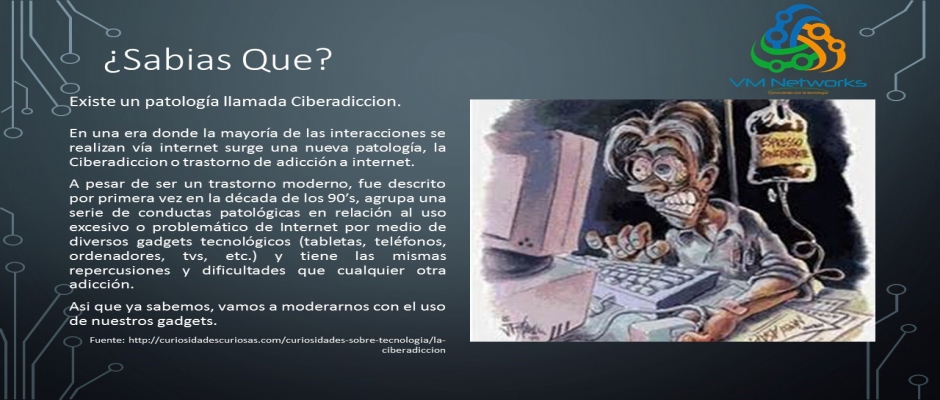 ¿Sabias Que?
VM Networks
Existe un patología llamada Ciberadiccion.
En una era donde la mayoría de las interacciones se
realizan vía internet surge una nueva patología, la
Ciberadiccion o trastorno de adicción a internet.
A pesar de ser un trastorno moderno, fue descrito
por primera vez en la década de los 90’s, agrupa una
serie de conductas patológicas en relación al uso
excesivo o problemático de Internet por medio de
diversos gadgets tecnológicos (tabletas, teléfonos,
ordenadores, tvs, etc.) y tiene las mismas
repercusiones y dificultades que cualquier otra
adicción.
Asi que ya sabemos, vamos a moderarnos con el uso
de nuestros gadgets.
Fuente: http://curiosidadescuriosas.com/curiosidades-sobre-tecnologia/la-
ciberadiccion
ESPRESSO